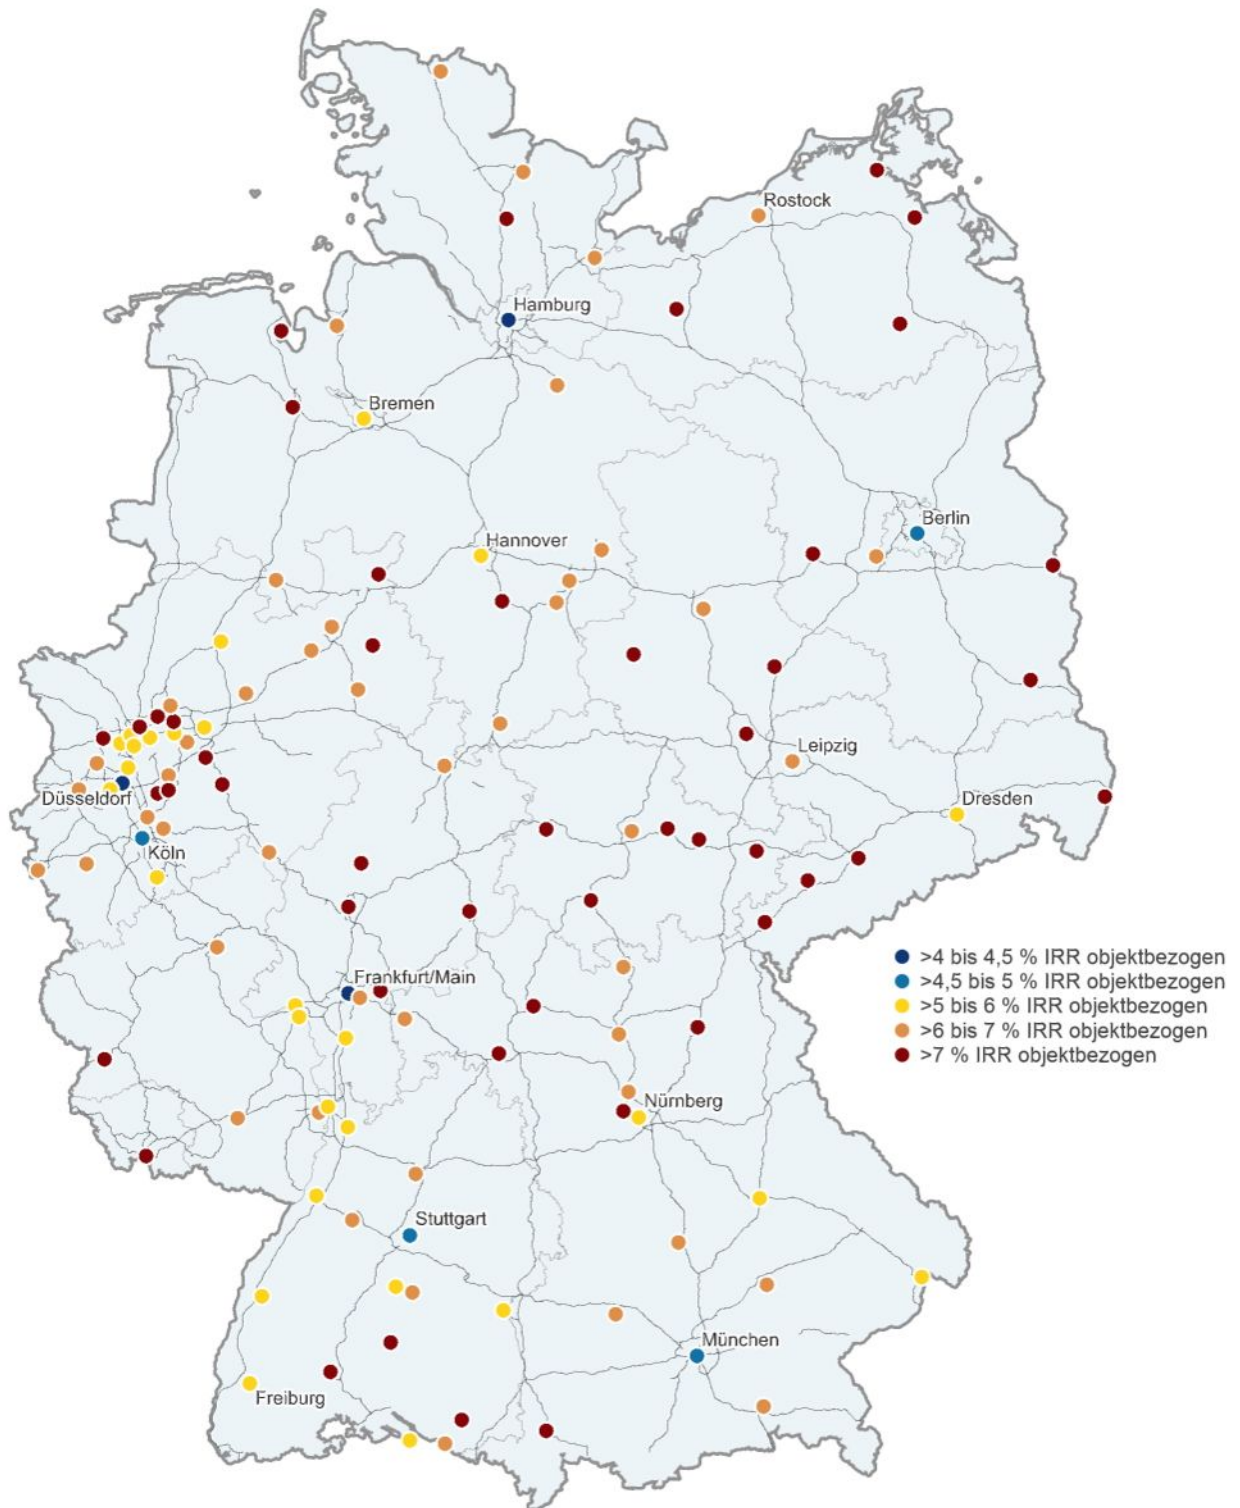 Rostock
Hamburg
Bremen
Berlin
Hannover
Leipzig
Düsseldorf
Dresden
Köln
Frankfurt/Main
>4 bis 4,5 % IRR objektbezogen
>4,5 bis 5 % IRR objektbezogen
>5 bis 6 % IRR objektbezogen
>6 bis 7 % IRR objektbezogen
>7 % IRR objektbezogen
Nürnberg
Stuttgart
München
Freiburg